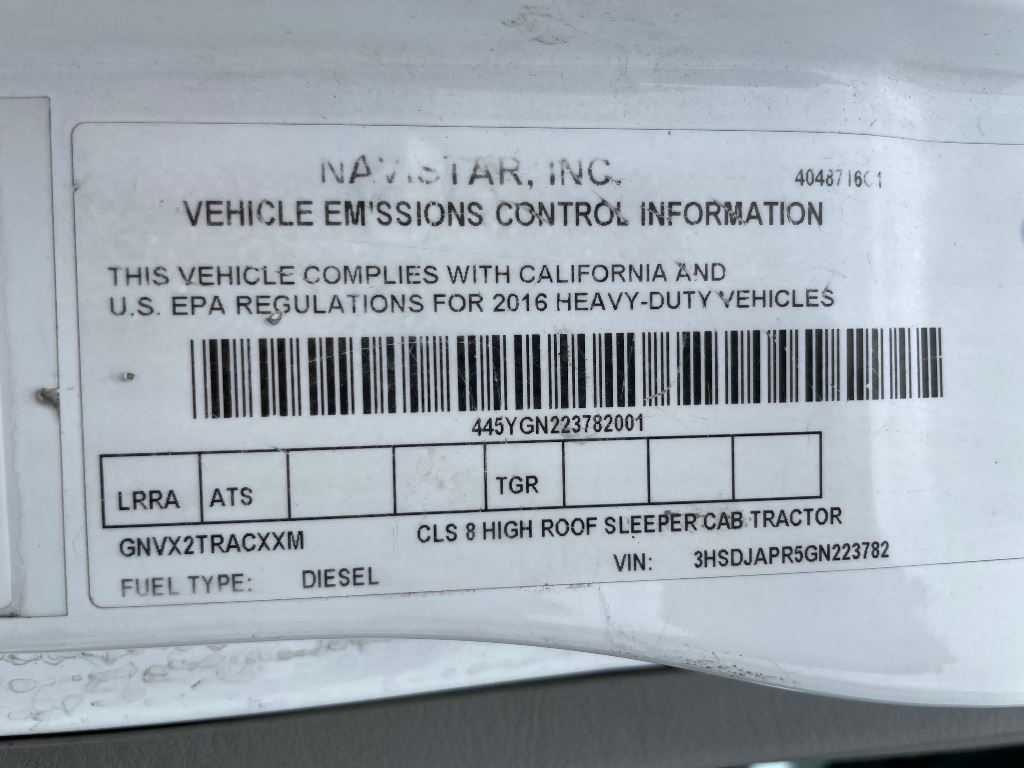 NAVISTAR, INC.
4048716C1
VEHICLE EMISSIONS CONTROL INFORMATION
THIS VEHICLE COMPLIES WITH CALIFORNIA AND
U.S. EPA REGULATIONS FOR 2016 HEAVY-DUTY VEHICLES
445YGN223782001
LRRA ATS TGR
GNVX2TRACXXM CLS 8 HIGH ROOF SLEEPER CAB TRACTOR
FUEL TYPE: DIESEL VIN: 3HSDJAPR5GN223782